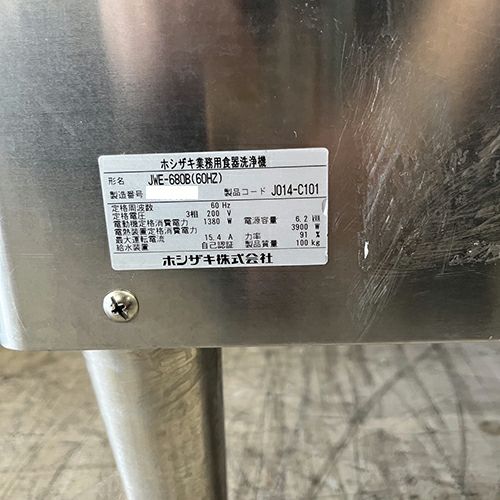 ホシザキ業務用食器洗浄機
形名 JWE-680B(60HZ)
製造番号 製品コード J014-C101
定格周波数 60 Hz
定格電圧 3相 200 V
電動機定格消費電力 1380 W 電源容量 6.2 kVA
電熱装置定格消費電力 3900 W
最大運転電流 15.4 A 力率 91 %
給水装置 自己認証 製品質量 100 kg
ホシザキ株式会社